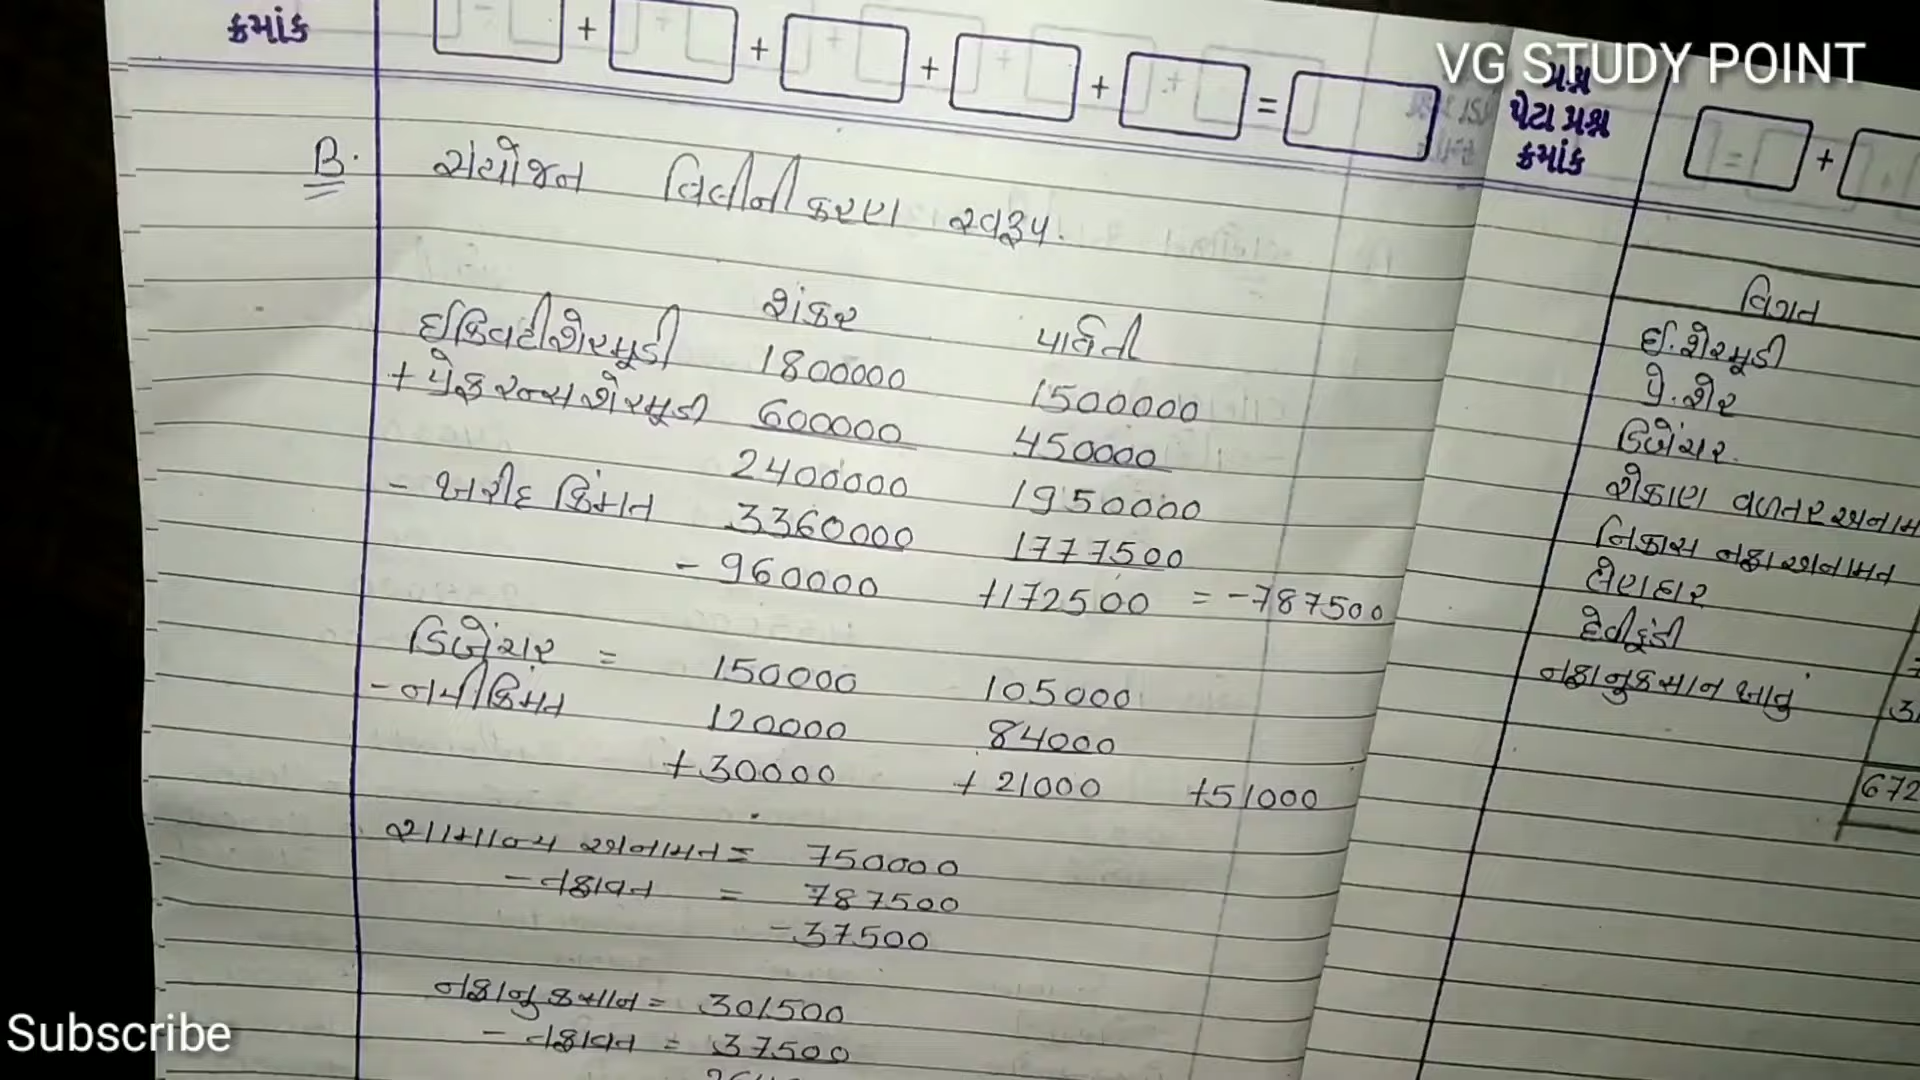 ક્રમાંક + + + + =
VG STUDY POINT
પ્રશ્ન
પેટા પ્રશ્ન
ક્રમાંક +
B. સંયોજન વિલીનીકરણ સ્વરૂપ.
શંકર પાર્વતી
ઇક્વિટીશેરમૂડી 1800000 1500000
+ પ્રેફરન્સશેરમૂડી 600000 450000
2400000 1950000
- ખરીદ કિંમત 3360000 1777500
- 960000 +172500 = -787500
ડિબેંચર = 150000 105000
- નવી કિંમત 120000 84000
+30000 + 21000 +51000
સામાન્ય અનામત = 750000
- તફાવત = 787500
- 37500
નફાનુકસાન = 301500
- તફાવત = 37500
વિગત
ઈ.શેરમૂડી
પ્રે.શેર
ડિબેંચર.
રોકાણ વળતર અનામ
નિકાસ નફા અનામત
લેણદાર
દેવીહૂંડી
નફાનુકસાન ખાતું
672
Subscribe